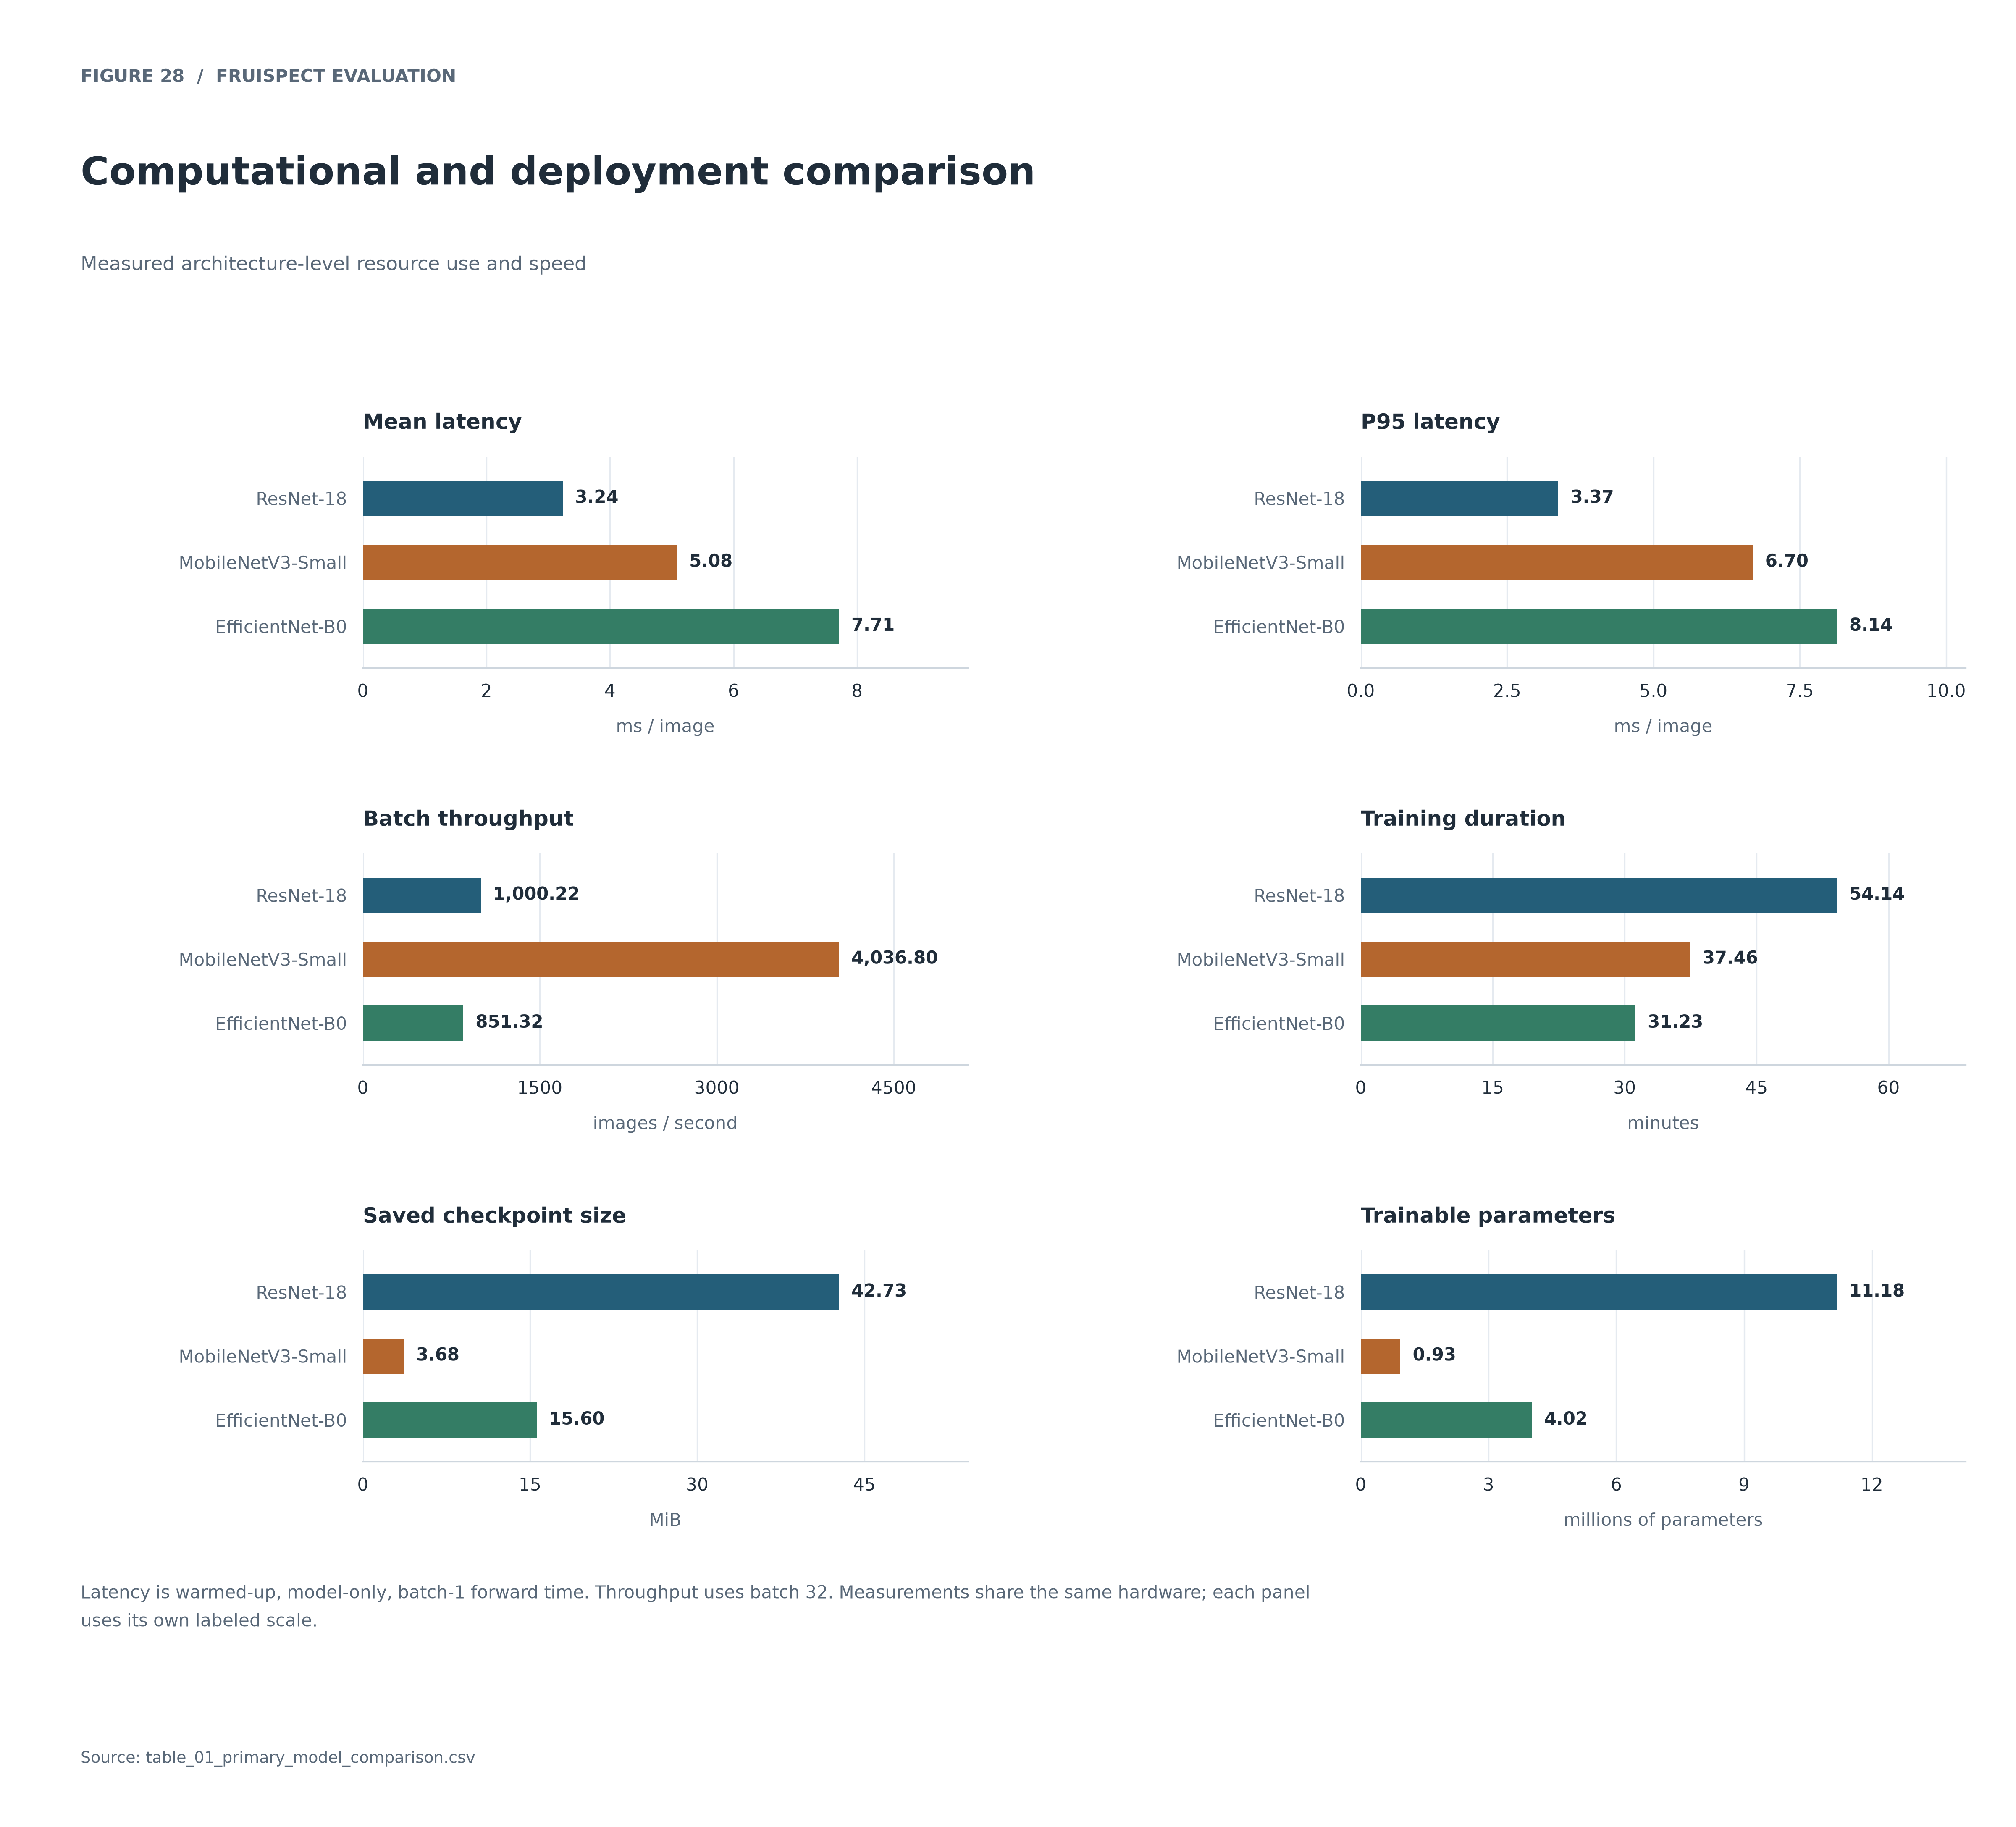 FIGURE 28 / FRUISPECT EVALUATION
Computational and deployment comparison
Measured architecture-level resource use and speed
Mean latency
ResNet-18
3.24
MobileNetV3-Small
5.08
EfficientNet-B0
7.71
0 2 4 6 8
ms / image
P95 latency
ResNet-18
3.37
MobileNetV3-Small
6.70
EfficientNet-B0
8.14
0.0 2.5 5.0 7.5 10.0
ms / image
Batch throughput
ResNet-18
1,000.22
MobileNetV3-Small
4,036.80
EfficientNet-B0
851.32
0 1500 3000 4500
images / second
Training duration
ResNet-18
54.14
MobileNetV3-Small
37.46
EfficientNet-B0
31.23
0 15 30 45 60
minutes
Saved checkpoint size
ResNet-18
42.73
MobileNetV3-Small
3.68
EfficientNet-B0
15.60
0 15 30 45
MiB
Trainable parameters
ResNet-18
11.18
MobileNetV3-Small
0.93
EfficientNet-B0
4.02
0 3 6 9 12
millions of parameters
Latency is warmed-up, model-only, batch-1 forward time. Throughput uses batch 32. Measurements share the same hardware; each panel
uses its own labeled scale.
Source: table_01_primary_model_comparison.csv